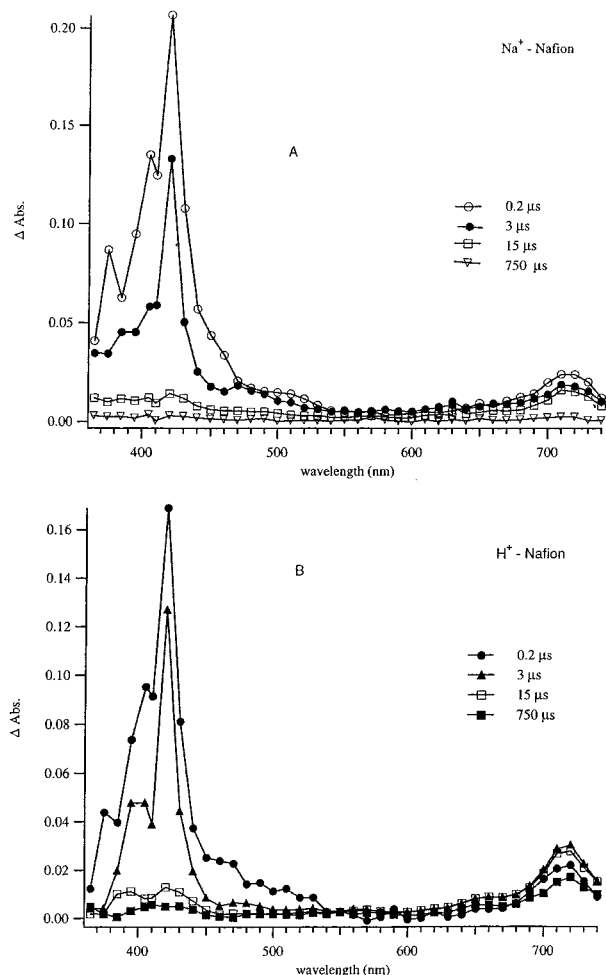 0.20
Na+ - Nafion
0.15
A
Δ Abs.
0.10
0.2 μs
3 μs
15 μs
750 μs
0.05
0.00
400
500
600
700
wavelength (nm)
0.16
H+ - Nafion
B
0.14
0.12
0.2 μs
3 μs
15 μs
750 μs
0.10
Δ Abs.
0.08
0.06
0.04
0.02
0.00
400
500
600
700
wavelength (nm)